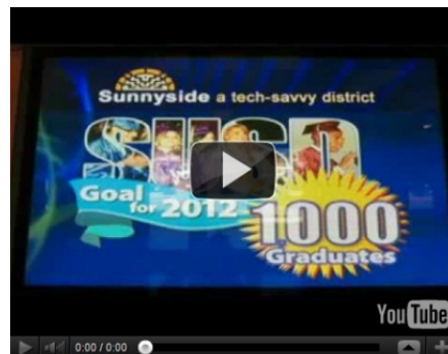 Sunnyside a tech-savvy district
SUSD
Goal
for 2012
1000
Graduates
YouTube
0:00 / 0:00